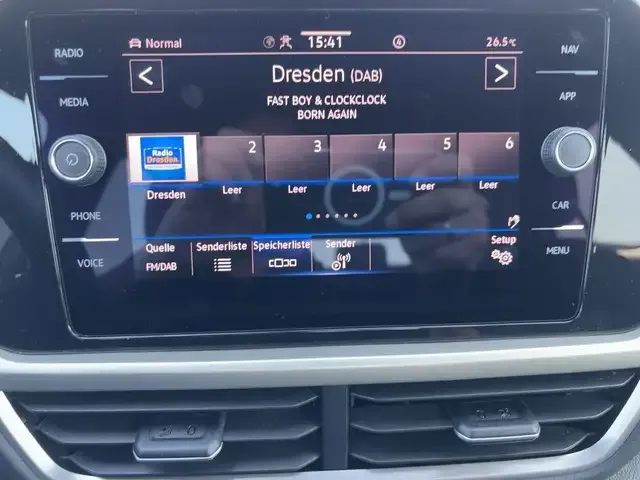 RADIO
MEDIA
PHONE
VOICE
Normal
15:41
4
26.5°C
Dresden (DAB)
FAST BOY & CLOCKCLOCK
BORN AGAIN
Radio
Dresden.
2 3 4 5 6
Dresden Leer Leer Leer Leer Leer
Quelle Senderliste Speicherliste Sender Setup
FM/DAB
NAV
APP
CAR
MENU